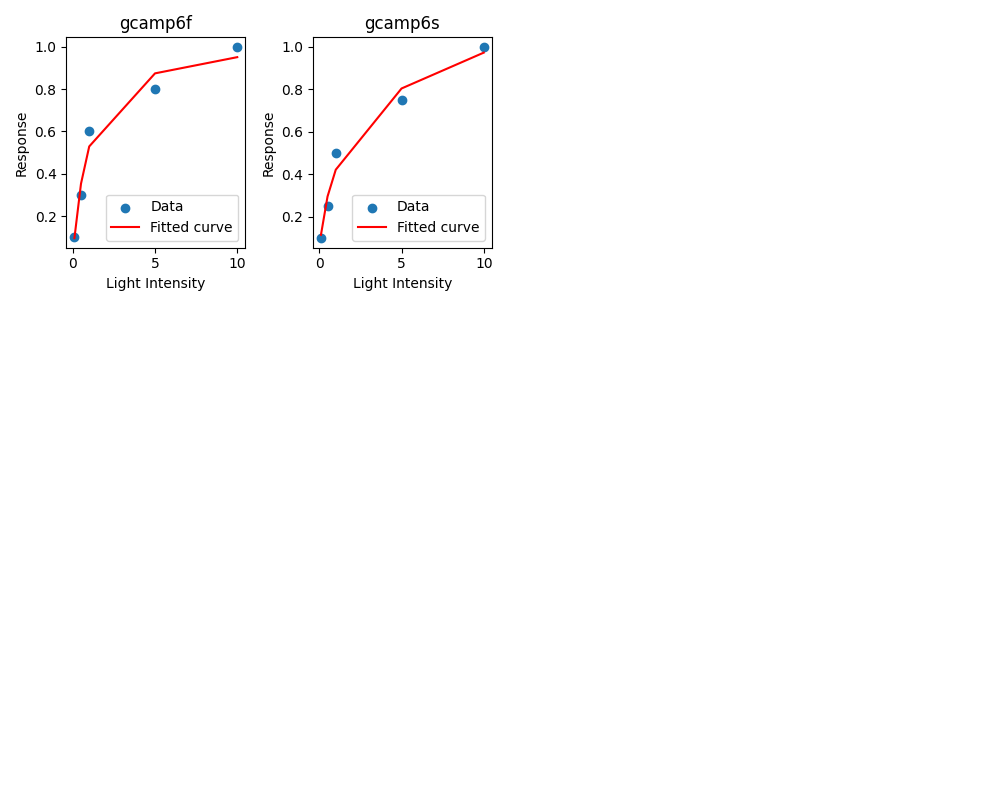 gcamp6f
1.0
0.8
0.6
0.4
0.2
Response
Data
Fitted curve
0 5 10
Light Intensity
gcamp6s
1.0
0.8
0.6
0.4
0.2
Response
Data
Fitted curve
0 5 10
Light Intensity